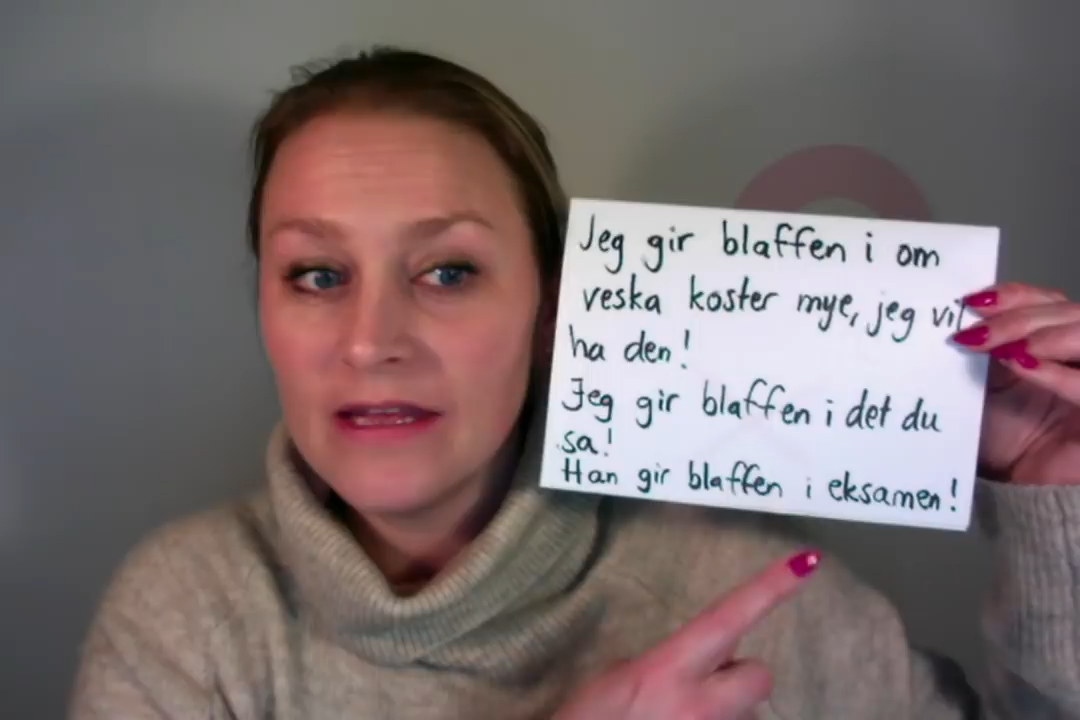 Jeg gir blaffen i om
veska koster mye, jeg vil
ha den!
Jeg gir blaffen i det du
sa!
Han gir blaffen i eksamen!